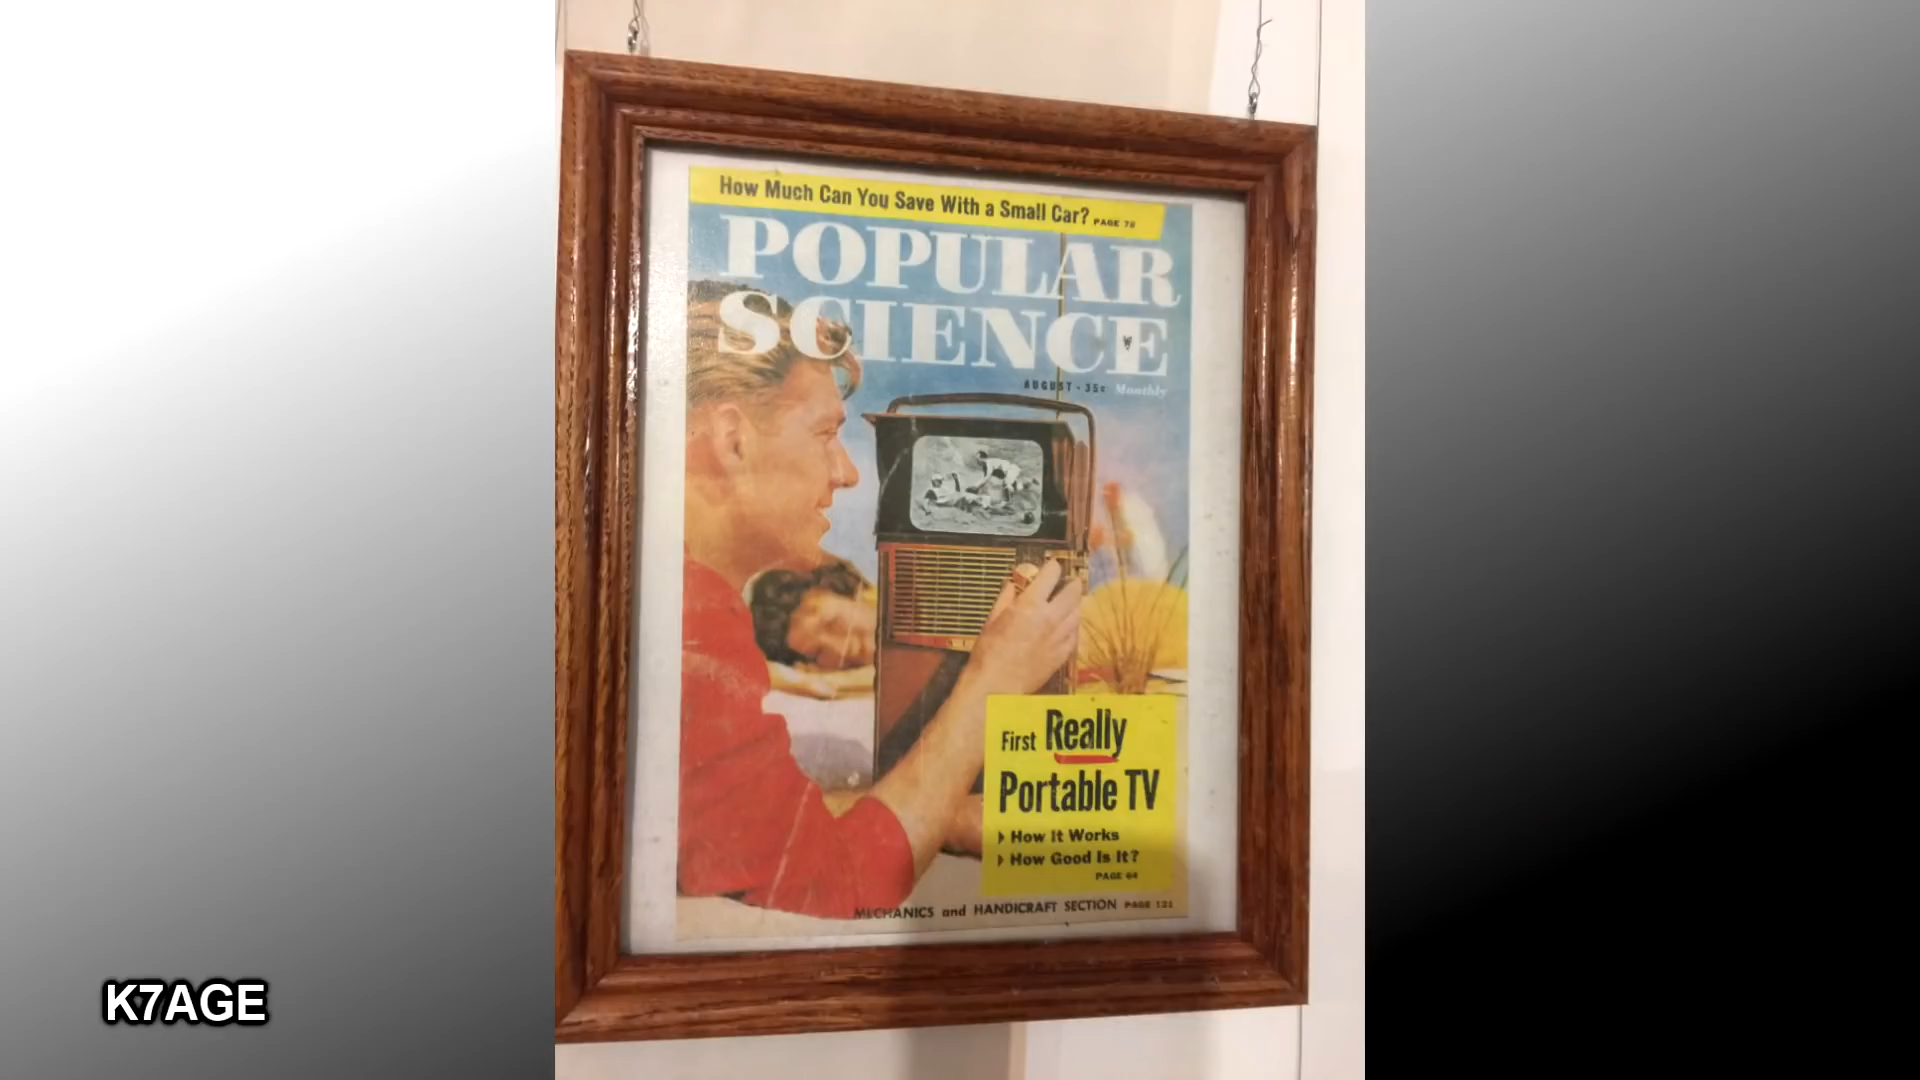 How Much Can You Save With a Small Car? PAGE 72
POPULAR
SCIENCE
AUGUST • 35¢ Monthly
First Really
Portable TV
How It Works
How Good Is It?
PAGE 64
MECHANICS and HANDICRAFT SECTION PAGE 121
K7AGE